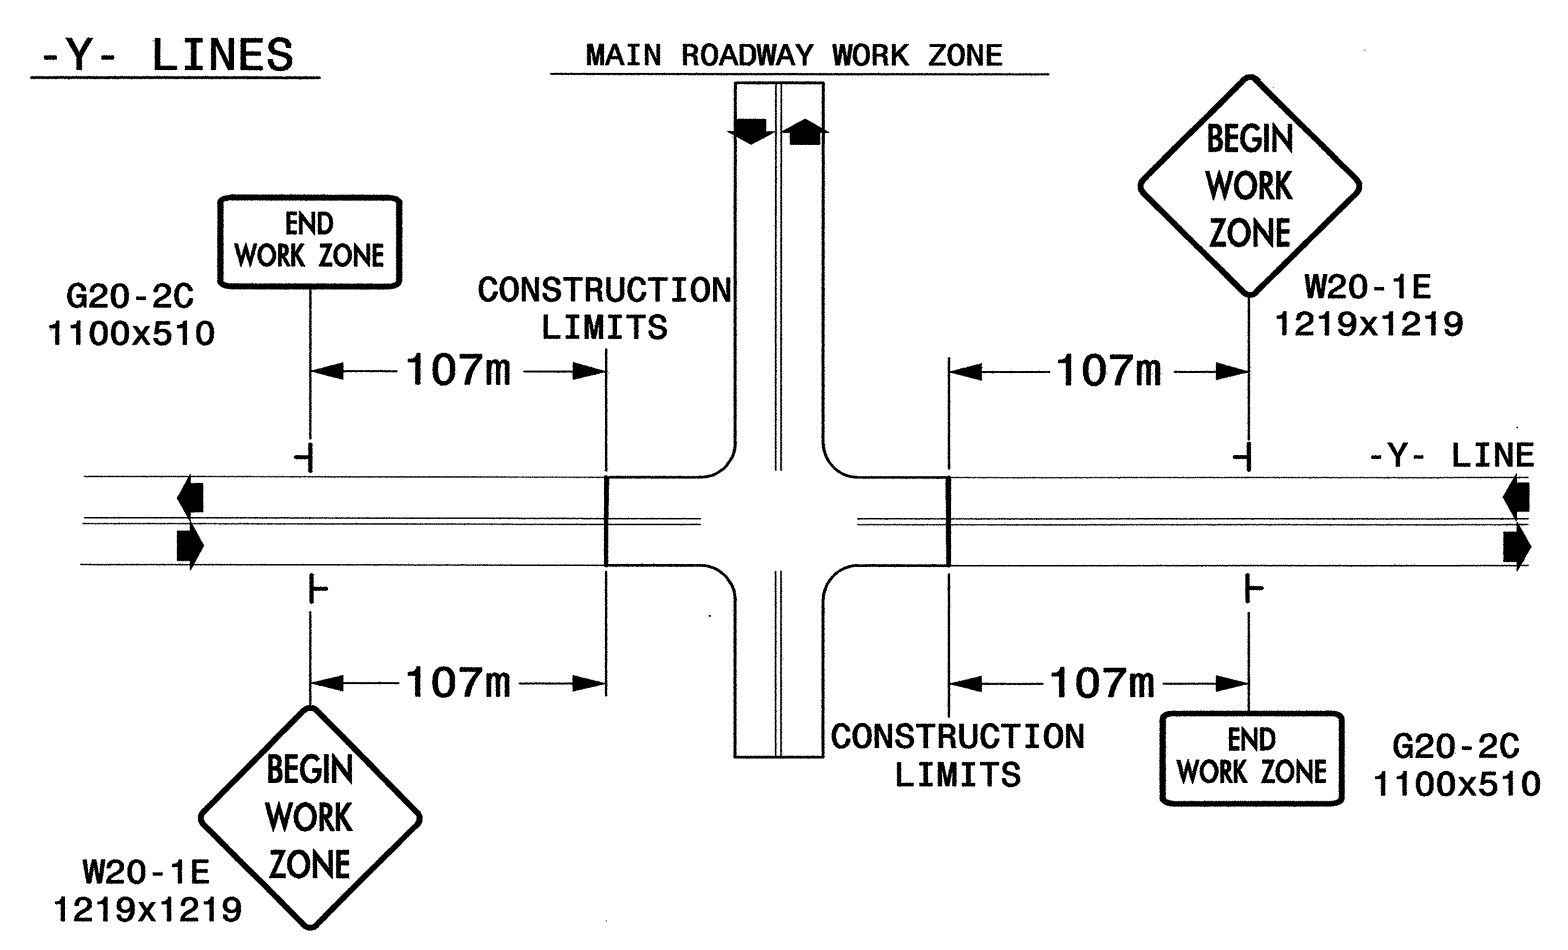 -Y- LINES
MAIN ROADWAY WORK ZONE
BEGIN
WORK
ZONE
END
WORK ZONE
G20-2C
1100x510
CONSTRUCTION
LIMITS
W20-1E
1219x1219
107m
107m
-Y- LINE
107m
107m
CONSTRUCTION
LIMITS
END
WORK ZONE
G20-2C
1100x510
BEGIN
WORK
ZONE
W20-1E
1219x1219